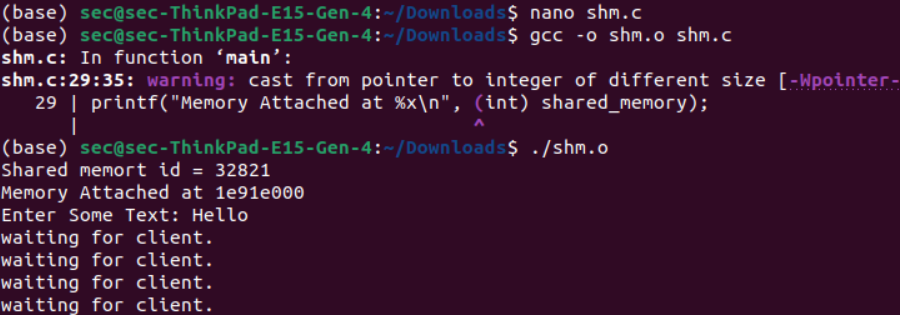 (base) sec@sec-ThinkPad-E15-Gen-4:~/Downloads$ nano shm.c
(base) sec@sec-ThinkPad-E15-Gen-4:~/Downloads$ gcc -o shm.o shm.c
shm.c: In function ‘main’:
shm.c:29:35: warning: cast from pointer to integer of different size [-Wpointer-
   29 | printf("Memory Attached at %x\n", (int) shared_memory);
      |                                   ^
(base) sec@sec-ThinkPad-E15-Gen-4:~/Downloads$ ./shm.o
Shared memort id = 32821
Memory Attached at 1e91e000
Enter Some Text: Hello
waiting for client.
waiting for client.
waiting for client.
waiting for client.